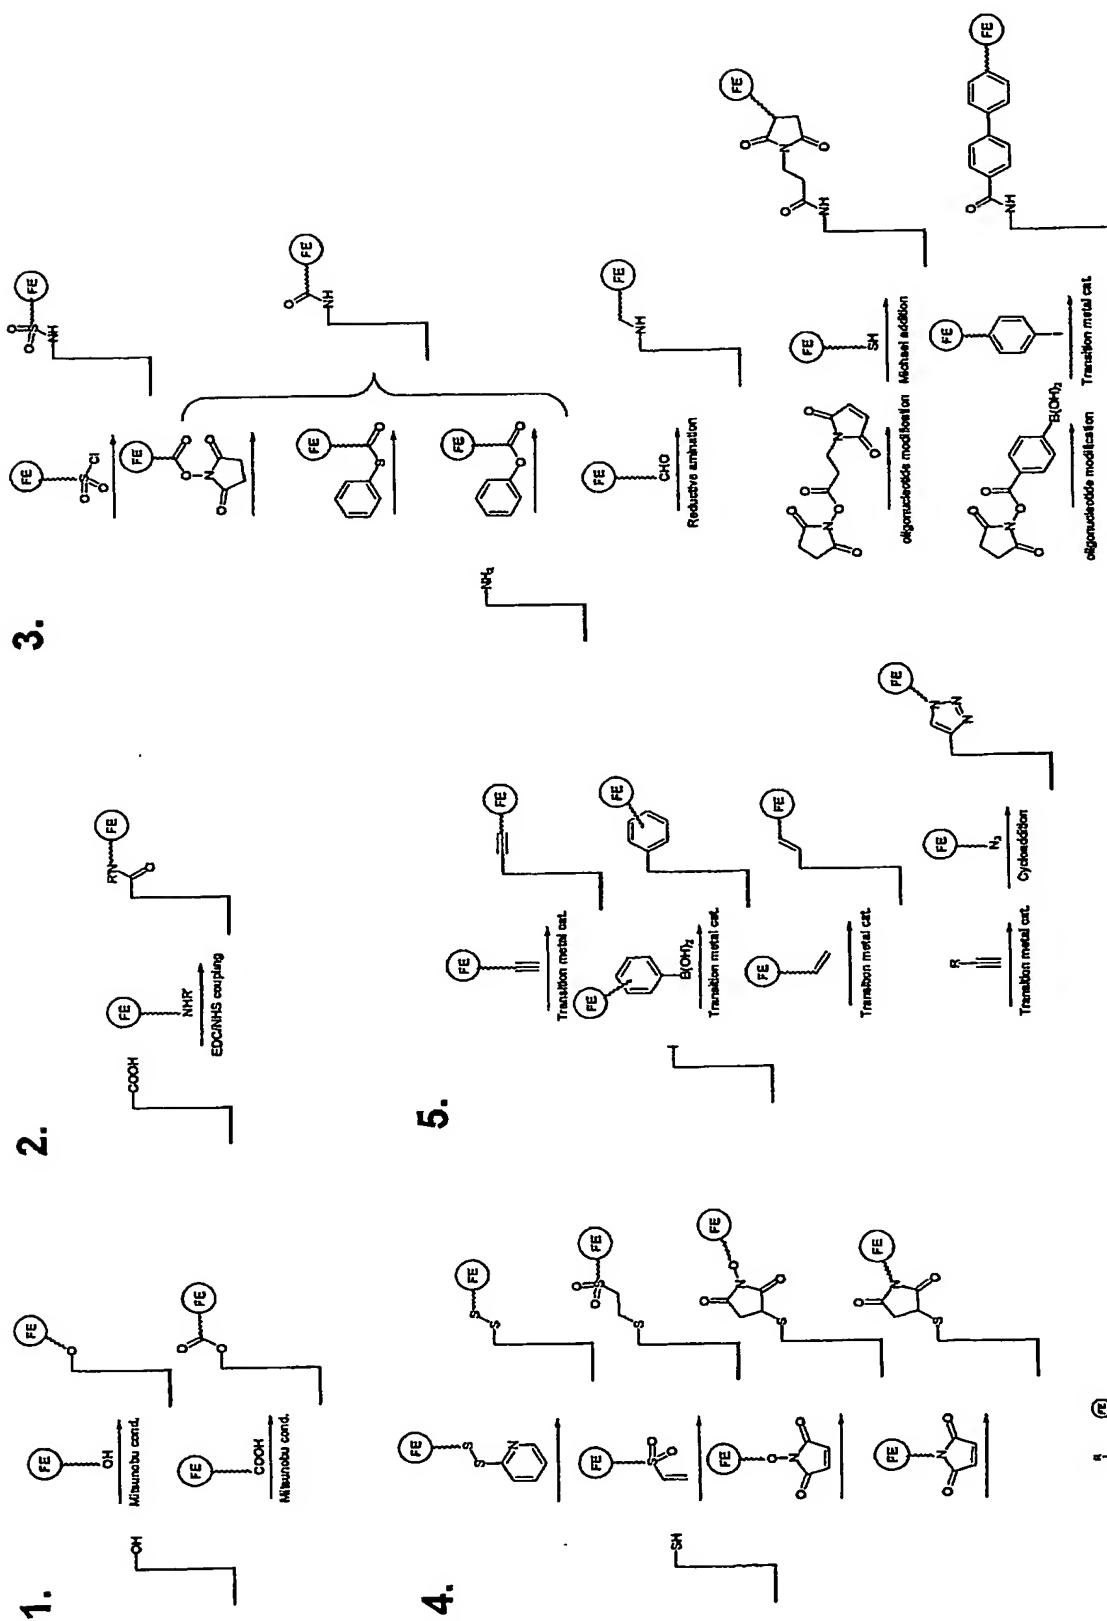 1.
OH
FE
OH
Mitsunobu cond.
FE
O
FE
COOH
Mitsunobu cond.
O
O
FE
2.
COOH
FE
NHR'
EDC/NHS coupling
R'N
FE
O
3.
NH2
FE
O
S
Cl
O
O
O
S
NH
FE
FE
O
O
N
O
O
FE
O
S
FE
O
O
O
NH
FE
FE
CHO
Reductive amination
NH
FE
O
N
O
O
O
N
O
O
oligonucleotide modification
FE
SH
Michael addition
O
NH
O
N
O
FE
O
N
O
O
O
B(OH)2
oligonucleotide modification
FE
I
Transition metal cat.
O
NH
FE
4.
SH
FE
S
S
N
S
S
FE
FE
S
O
O
S
O
S
O
FE
FE
O
N
O
O
S
O
N
O
O
FE
FE
N
O
O
S
O
N
O
FE
5.
I
FE
Transition metal cat.
FE
FE
B(OH)2
Transition metal cat.
FE
FE
Transition metal cat.
FE
R
Transition metal cat.
FE
N3
Cycloaddition
N
N
N
FE
R
FE